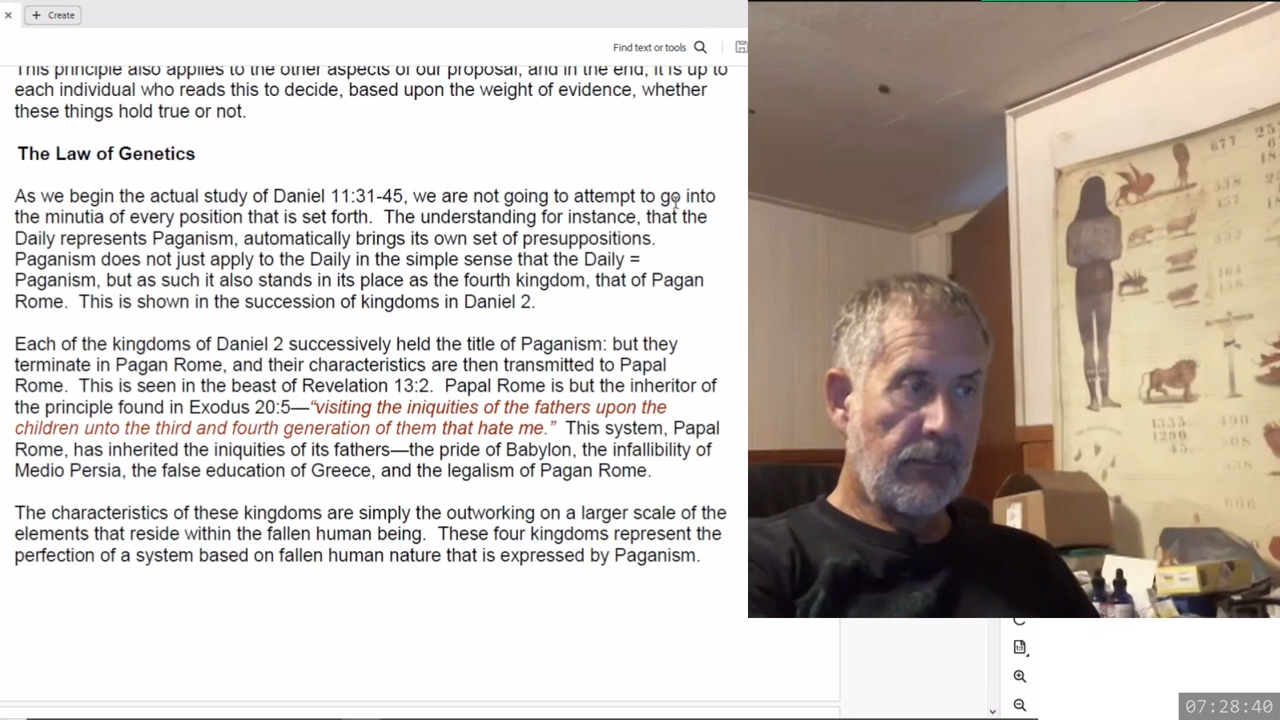 Create
Find text or tools
This principle also applies to the other aspects of our proposal, and in the end, it is up to
each individual who reads this to decide, based upon the weight of evidence, whether
these things hold true or not.
The Law of Genetics
As we begin the actual study of Daniel 11:31-45, we are not going to attempt to go into
the minutia of every position that is set forth. The understanding for instance, that the
Daily represents Paganism, automatically brings its own set of presuppositions.
Paganism does not just apply to the Daily in the simple sense that the Daily =
Paganism, but as such it also stands in its place as the fourth kingdom, that of Pagan
Rome. This is shown in the succession of kingdoms in Daniel 2.
Each of the kingdoms of Daniel 2 successively held the title of Paganism: but they
terminate in Pagan Rome, and their characteristics are then transmitted to Papal
Rome. This is seen in the beast of Revelation 13:2. Papal Rome is but the inheritor of
the principle found in Exodus 20:5—“visiting the iniquities of the fathers upon the
children unto the third and fourth generation of them that hate me.” This system, Papal
Rome, has inherited the iniquities of its fathers—the pride of Babylon, the infallibility of
Medio Persia, the false education of Greece, and the legalism of Pagan Rome.
The characteristics of these kingdoms are simply the outworking on a larger scale of the
elements that reside within the fallen human being. These four kingdoms represent the
perfection of a system based on fallen human nature that is expressed by Paganism.
677
538
490
508
1335
1290
45
07:28:40